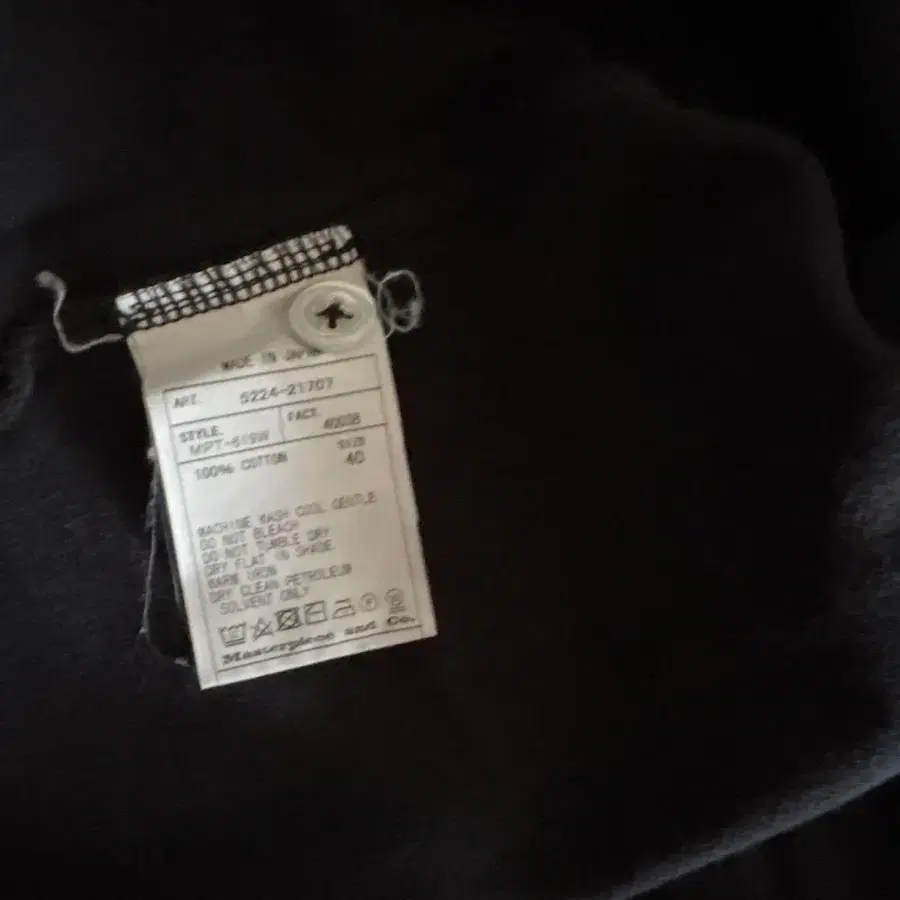 MADE IN JAPAN
ART. 5224-21707
STYLE. FACE.
MPT-
100% COTTON SIZE 40
MACHINE WASH COOL GENTLE
DO NOT BLEACH
DO NOT TUMBLE DRY
DRY FLAT IN SHADE
WARM IRON
DRY CLEAN PETROLEUM
SOLVENT ONLY
Masterpiece and Co.